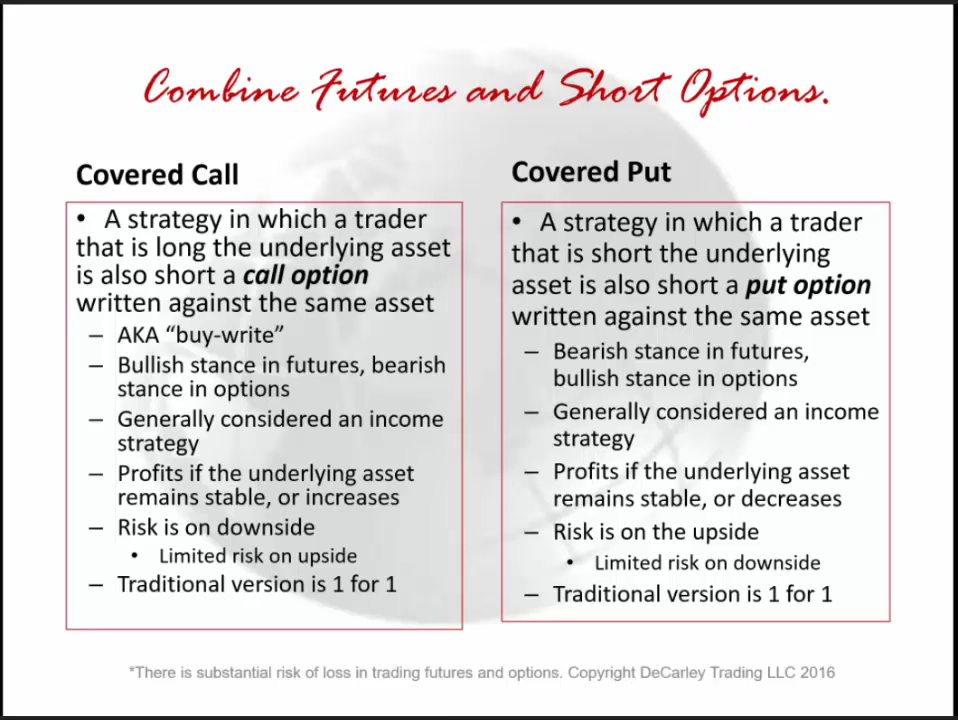 Combine Futures and Short Options.
Covered Call
• A strategy in which a trader
that is long the underlying asset
is also short a call option
written against the same asset
– AKA “buy-write”
– Bullish stance in futures, bearish
stance in options
– Generally considered an income
strategy
– Profits if the underlying asset
remains stable, or increases
– Risk is on downside
• Limited risk on upside
– Traditional version is 1 for 1
Covered Put
• A strategy in which a trader
that is short the underlying
asset is also short a put option
written against the same asset
– Bearish stance in futures,
bullish stance in options
– Generally considered an income
strategy
– Profits if the underlying asset
remains stable, or decreases
– Risk is on the upside
• Limited risk on downside
– Traditional version is 1 for 1
*There is substantial risk of loss in trading futures and options. Copyright DeCarley Trading LLC 2016